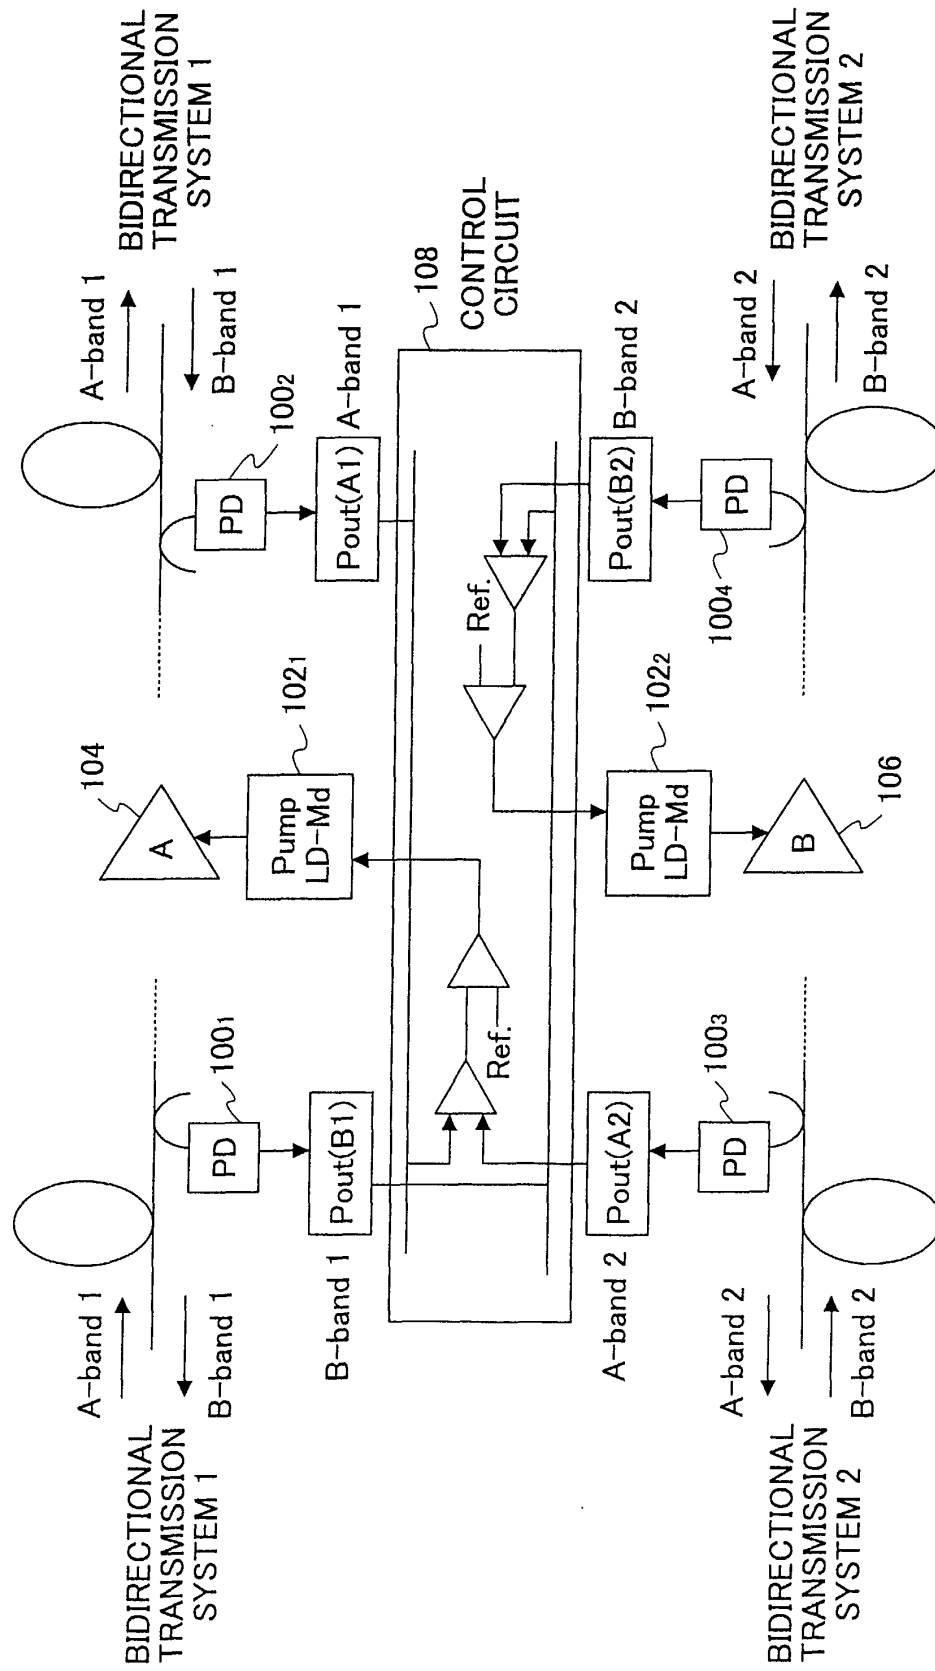 BIDIRECTIONAL
TRANSMISSION
SYSTEM 1
A-band 1
B-band 1
PD
100₁
Pout(B1)
B-band 1
104
A
102₁
Pump
LD-Md
BIDIRECTIONAL
TRANSMISSION
SYSTEM 1
A-band 1
B-band 1
PD
100₂
Pout(A1)
A-band 1
108
CONTROL
CIRCUIT
Ref.
Ref.
A-band 2
Pout(A2)
PD
100₃
A-band 2
B-band 2
BIDIRECTIONAL
TRANSMISSION
SYSTEM 2
Pump
LD-Md
102₂
B
106
B-band 2
Pout(B2)
PD
100₄
A-band 2
B-band 2
BIDIRECTIONAL
TRANSMISSION
SYSTEM 2